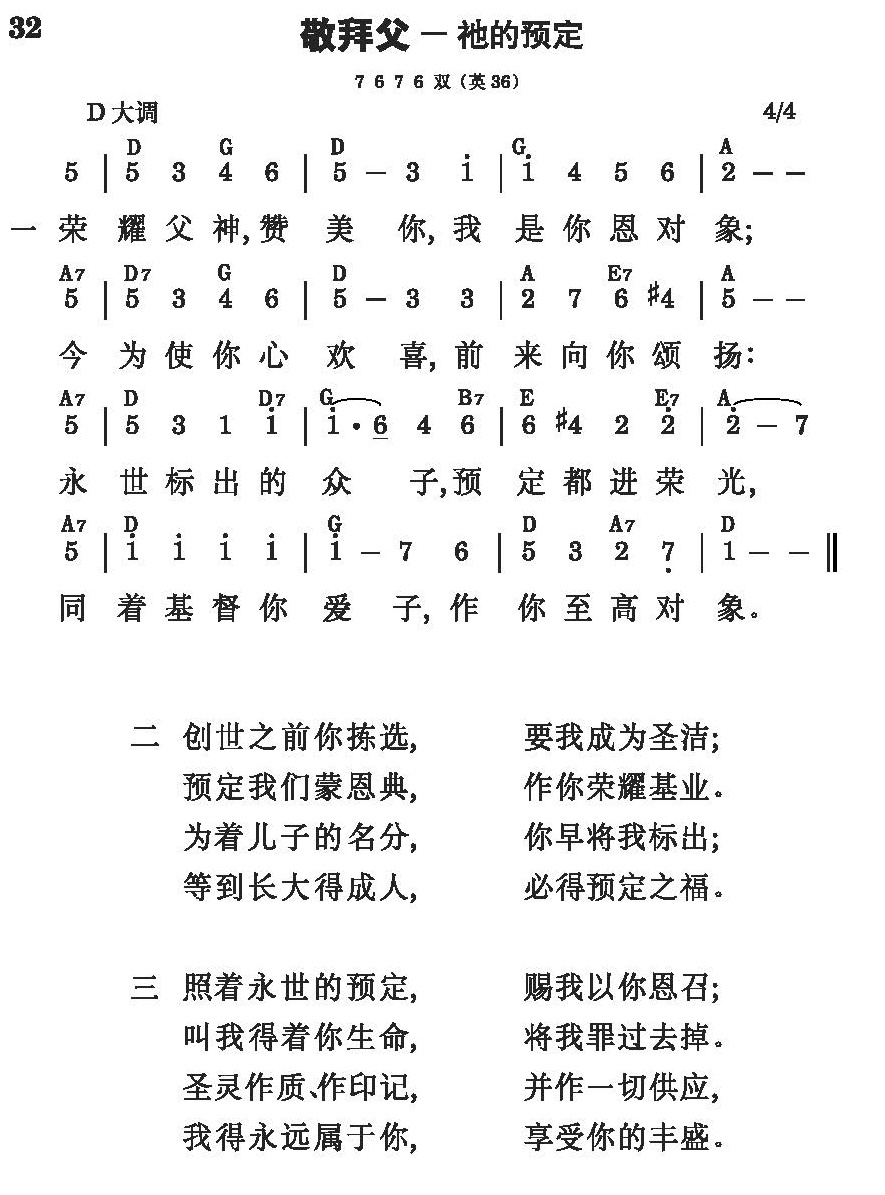 32
敬拜父 — 祂的预定
7 6 7 6 双（英36）
D大调 4/4
D G D G A
5 | 5 3 4 6 | 5 — 3 i | i 4 5 6 | 2 — —
一 荣耀父神,赞美你,我是你恩对象;
A7 D7 G D A E7 A
5 | 5 3 4 6 | 5 — 3 3 | 2 7 6 #4 | 5 — —
今为使你心欢喜,前来向你颂扬：
A7 D D7 G B7 E E7 A
5 | 5 3 1 i | i · 6 4 6 | 6 #4 2 2̇ | 2̇ — 7
永世标出的众子,预定都进荣光,
A7 D G D A7 D
5 | i i i i | i — 7 6 | 5 3 2 7̣ | 1 — — ‖
同着基督你爱子,作你至高对象。
二 创世之前你拣选, 要我成为圣洁;
预定我们蒙恩典, 作你荣耀基业。
为着儿子的名分, 你早将我标出;
等到长大得成人, 必得预定之福。
三 照着永世的预定, 赐我以你恩召;
叫我得着你生命, 将我罪过去掉。
圣灵作质、作印记, 并作一切供应,
我得永远属于你, 享受你的丰盛。